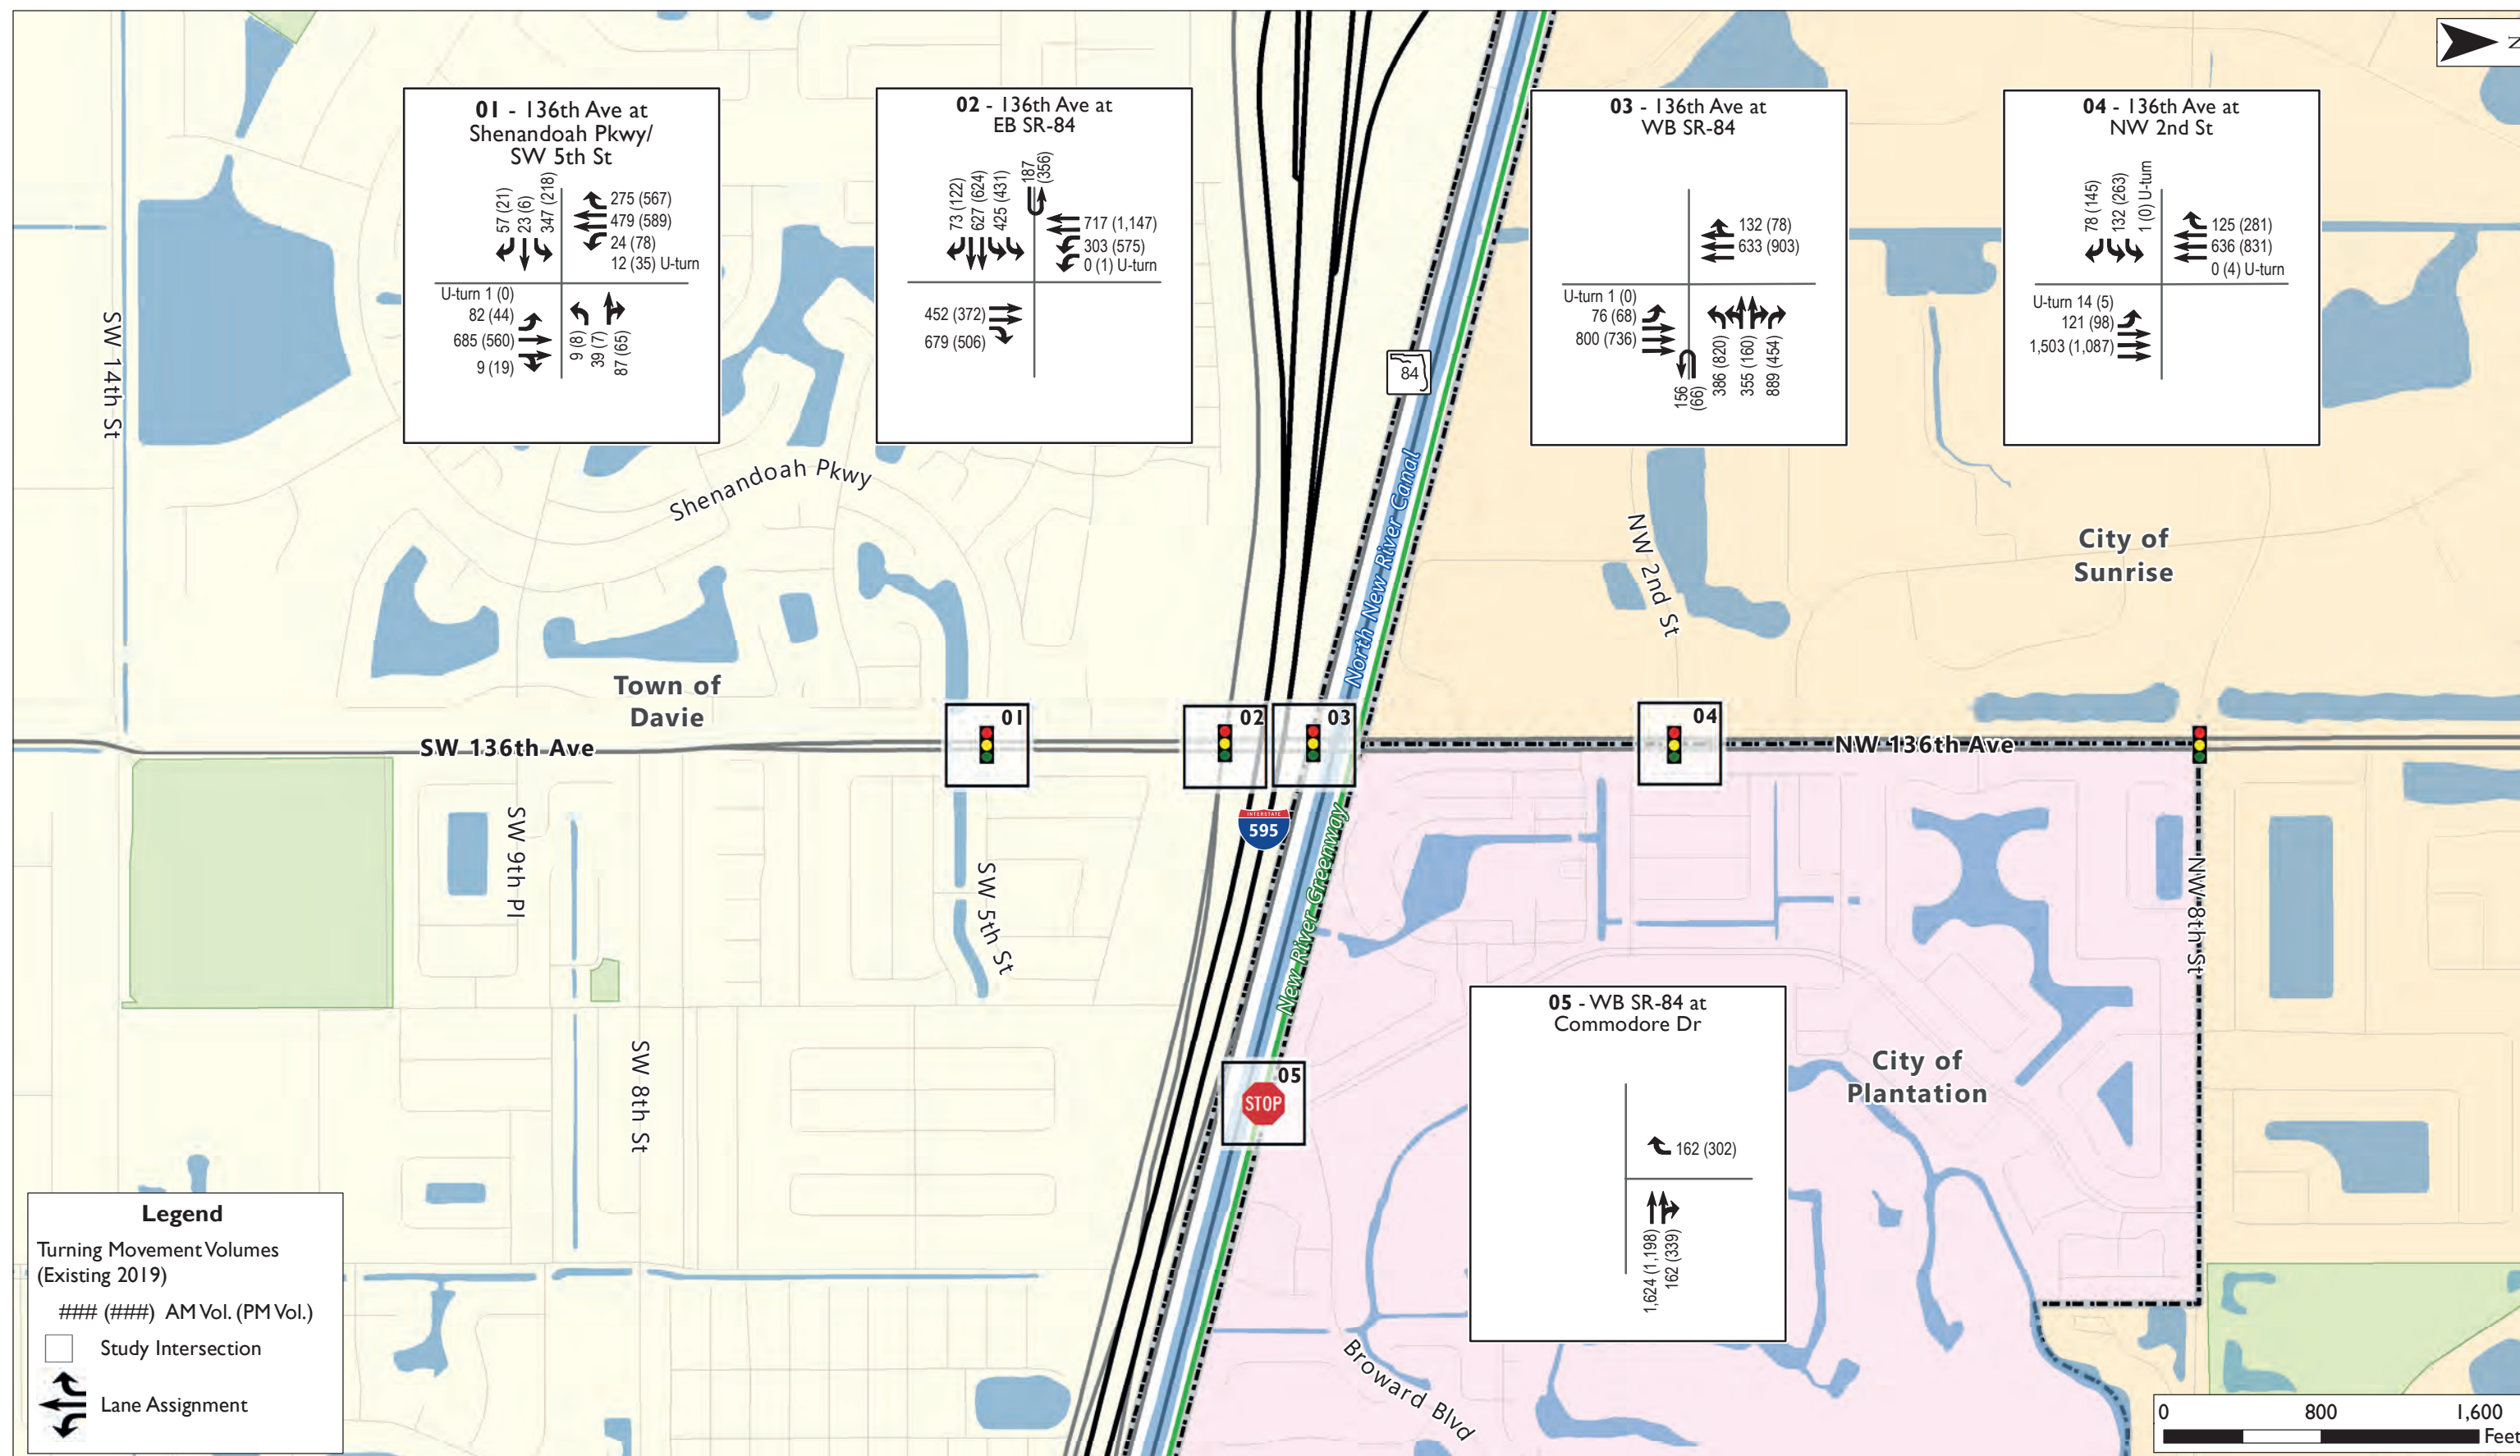 N
01 - 136th Ave at
Shenandoah Pkwy/
SW 5th St
57 (21)
23 (6)
347 (218)
275 (567)
479 (589)
24 (78)
12 (35) U-turn
U-turn 1 (0)
82 (44)
685 (560)
9 (19)
9 (8)
39 (7)
87 (65)
02 - 136th Ave at
EB SR-84
73 (122)
627 (624)
425 (431)
187
(356)
717 (1,147)
303 (575)
0 (1) U-turn
452 (372)
679 (506)
03 - 136th Ave at
WB SR-84
132 (78)
633 (903)
U-turn 1 (0)
76 (68)
800 (736)
156
(66)
386 (820)
355 (160)
889 (454)
04 - 136th Ave at
NW 2nd St
78 (145)
132 (263)
1 (0) U-turn
125 (281)
636 (831)
0 (4) U-turn
U-turn 14 (5)
121 (98)
1,503 (1,087)
SW 14th St
Shenandoah Pkwy
84
North New River Canal
NW 2nd St
City of
Sunrise
Town of
Davie
01
02
03
04
SW 136th Ave
NW 136th Ave
INTERSTATE
595
SW 9th Pl
SW 5th St
New River Greenway
NW 8th St
SW 8th St
05
STOP
05 - WB SR-84 at
Commodore Dr
162 (302)
1,624 (1,198)
162 (339)
City of
Plantation
Broward Blvd
Legend
Turning Movement Volumes
(Existing 2019)
### (###) AM Vol. (PM Vol.)
Study Intersection
Lane Assignment
0 800 1,600
Feet